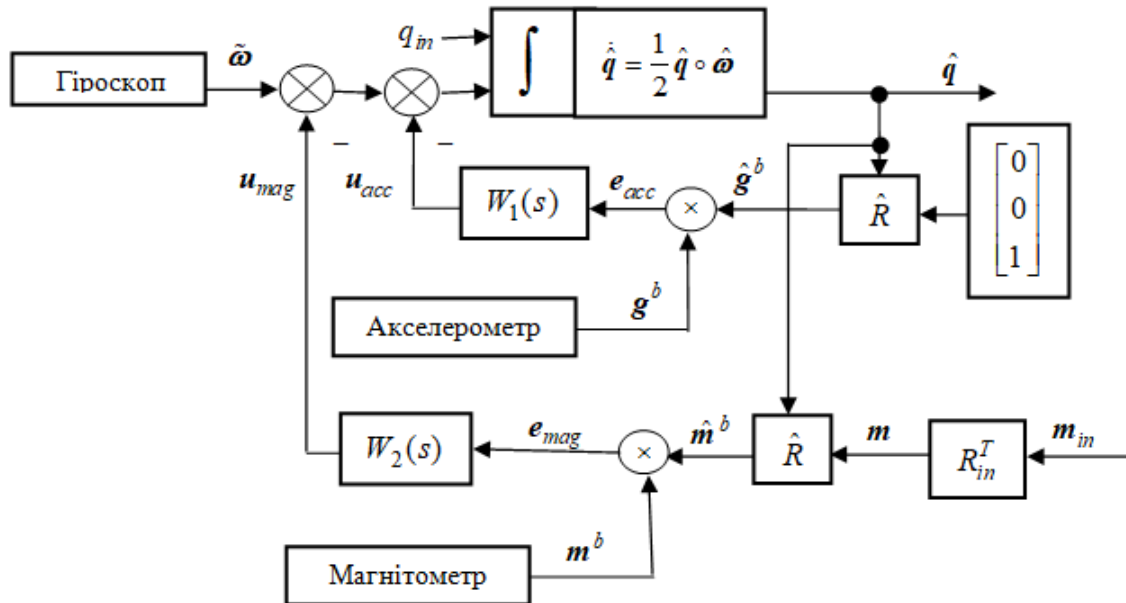 q_in
Гіроскоп
ω̃
∫
q̂̇ = 1/2 q̂ ∘ ω̂
q̂
−
−
u_mag
u_acc
W₁(s)
e_acc
×
ĝ^b
R̂
[0 0 1]
Акселерометр
g^b
W₂(s)
e_mag
×
m̂^b
R̂
m
R_in^T
m_in
Магнітометр
m^b